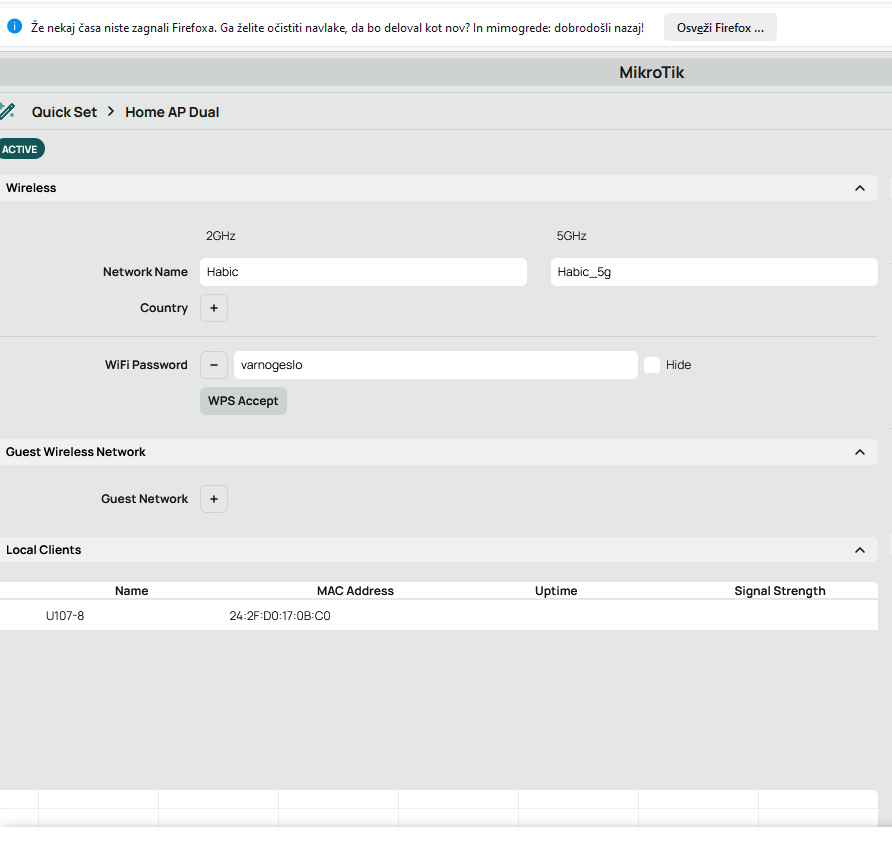 Že nekaj časa niste zagnali Firefoxa. Ga želite očistiti navlake, da bo deloval kot nov? In mimogrede: dobrodošli nazaj! Osveži Firefox ...
MikroTik
Quick Set > Home AP Dual
ACTIVE
Wireless
2GHz 5GHz
Network Name Habic Habic_5g
Country +
WiFi Password − varnogeslo Hide
WPS Accept
Guest Wireless Network
Guest Network +
Local Clients
Name MAC Address Uptime Signal Strength
U107-8 24:2F:D0:17:0B:C0